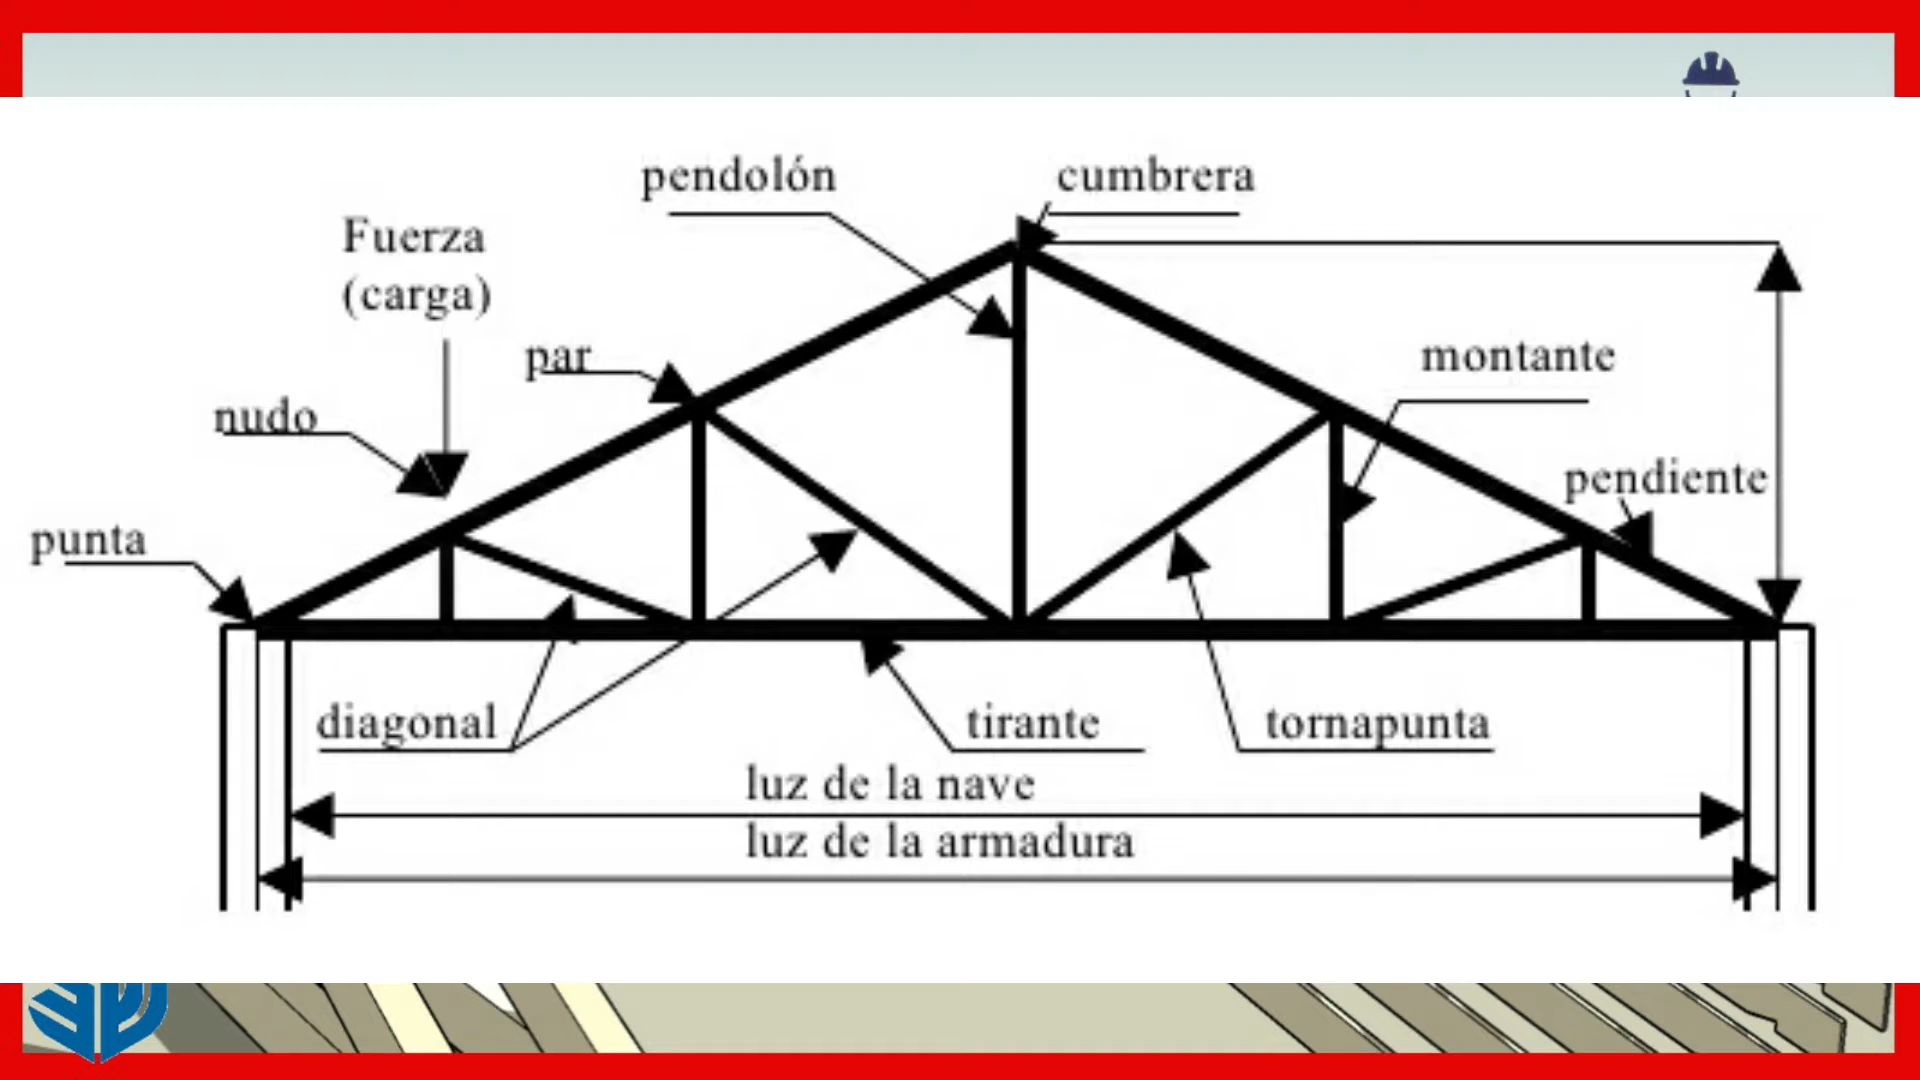 pendolón
cumbrera
Fuerza
(carga)
par
montante
nudo
pendiente
punta
diagonal
tirante
tornapunta
luz de la nave
luz de la armadura